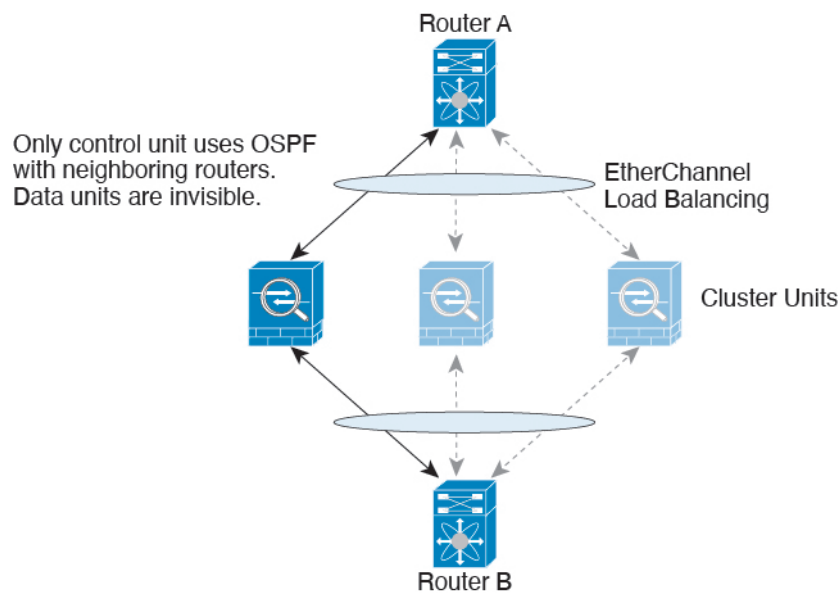 Router A
Only control unit uses OSPF
with neighboring routers.
Data units are invisible.
EtherChannel
Load Balancing
Cluster Units
Router B